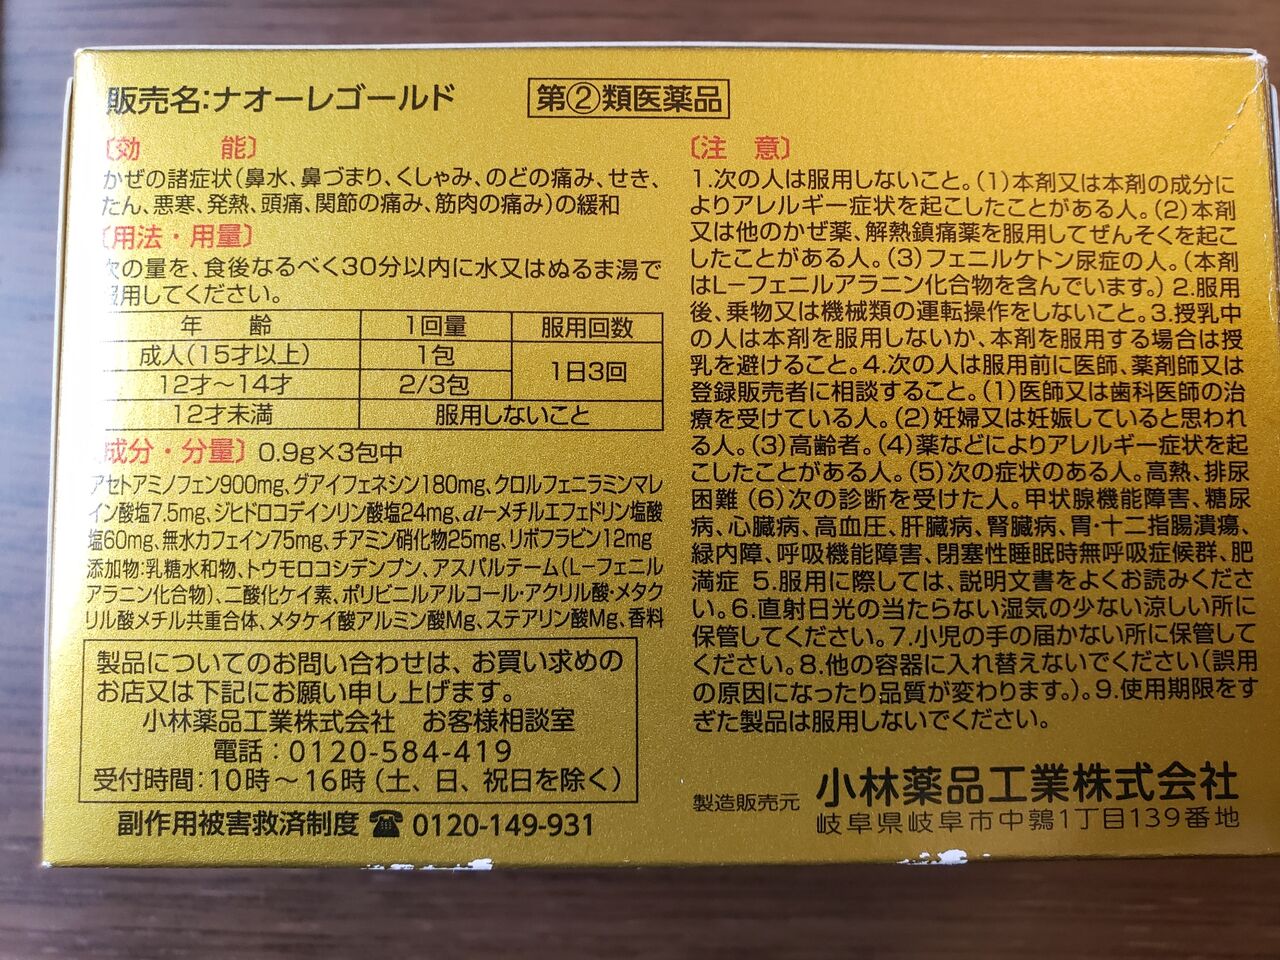 販売名:ナオーレゴールド
第②類医薬品
〔効 能〕
かぜの諸症状(鼻水、鼻づまり、くしゃみ、のどの痛み、せき、
たん、悪寒、発熱、頭痛、関節の痛み、筋肉の痛み)の緩和
〔用法・用量〕
次の量を、食後なるべく30分以内に水又はぬるま湯で
服用してください。
年 齢 1回量 服用回数
成人(15才以上) 1包 1日3回
12才〜14才 2/3包
12才未満 服用しないこと
成分・分量〕 0.9g×3包中
アセトアミノフェン900mg、グアイフェネシン180mg、クロルフェニラミンマレ
イン酸塩7.5mg、ジヒドロコデインリン酸塩24mg、dl-メチルエフェドリン塩酸
塩60mg、無水カフェイン75mg、チアミン硝化物25mg、リボフラビン12mg
添加物:乳糖水和物、トウモロコシデンプン、アスパルテーム(L-フェニル
アラニン化合物)、二酸化ケイ素、ポリビニルアルコール・アクリル酸・メタク
リル酸メチル共重合体、メタケイ酸アルミン酸Mg、ステアリン酸Mg、香料
製品についてのお問い合わせは、お買い求めの
お店又は下記にお願い申し上げます。
小林薬品工業株式会社 お客様相談室
電話:0120-584-419
受付時間:10時〜16時(土、日、祝日を除く)
副作用被害救済制度 ☎ 0120-149-931
〔注 意〕
1.次の人は服用しないこと。(1)本剤又は本剤の成分に
よりアレルギー症状を起こしたことがある人。(2)本剤
又は他のかぜ薬、解熱鎮痛薬を服用してぜんそくを起こ
したことがある人。(3)フェニルケトン尿症の人。(本剤
はL-フェニルアラニン化合物を含んでいます。) 2.服用
後、乗物又は機械類の運転操作をしないこと。3.授乳中
の人は本剤を服用しないか、本剤を服用する場合は授
乳を避けること。4.次の人は服用前に医師、薬剤師又は
登録販売者に相談すること。(1)医師又は歯科医師の治
療を受けている人。(2)妊婦又は妊娠していると思われ
る人。(3)高齢者。(4)薬などによりアレルギー症状を起
こしたことがある人。(5)次の症状のある人。高熱、排尿
困難 (6)次の診断を受けた人。甲状腺機能障害、糖尿
病、心臓病、高血圧、肝臓病、腎臓病、胃・十二指腸潰瘍、
緑内障、呼吸機能障害、閉塞性睡眠時無呼吸症候群、肥
満症 5.服用に際しては、説明文書をよくお読みくださ
い。6.直射日光の当たらない湿気の少ない涼しい所に
保管してください。7.小児の手の届かない所に保管して
ください。8.他の容器に入れ替えないでください(誤用
の原因になったり品質が変わります。)。9.使用期限をす
ぎた製品は服用しないでください。
製造販売元 小林薬品工業株式会社
岐阜県岐阜市中鶉1丁目139番地